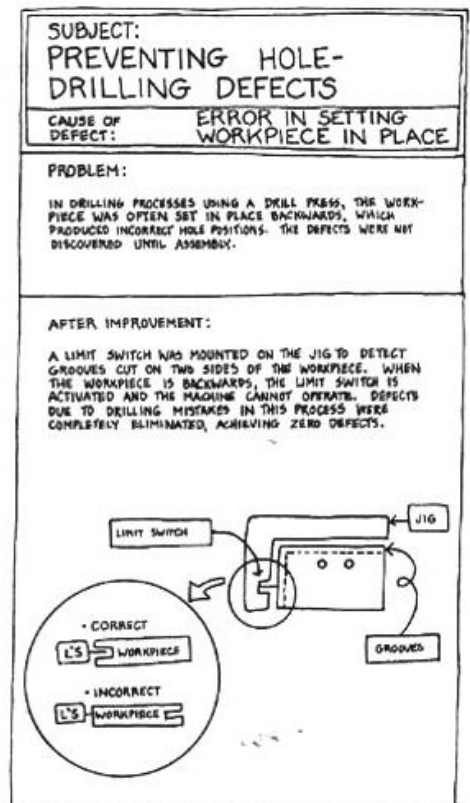 SUBJECT:
PREVENTING HOLE-
DRILLING DEFECTS
CAUSE OF
DEFECT:
ERROR IN SETTING
WORKPIECE IN PLACE
PROBLEM:
IN DRILLING PROCESSES USING A DRILL PRESS, THE WORK-
PIECE WAS OFTEN SET IN PLACE BACKWARDS, WHICH
PRODUCED INCORRECT HOLE POSITIONS. THE DEFECTS WERE NOT
DISCOVERED UNTIL ASSEMBLY.
AFTER IMPROVEMENT:
A LIMIT SWITCH WAS MOUNTED ON THE JIG TO DETECT
GROOVES CUT ON TWO SIDES OF THE WORKPIECE. WHEN
THE WORKPIECE IS BACKWARDS, THE LIMIT SWITCH IS
ACTIVATED AND THE MACHINE CANNOT OPERATE. DEFECTS
DUE TO DRILLING MISTAKES IN THIS PROCESS WERE
COMPLETELY ELIMINATED, ACHIEVING ZERO DEFECTS.
JIG
LIMIT SWITCH
GROOVES
• CORRECT
L'S WORKPIECE
• INCORRECT
L'S WORKPIECE